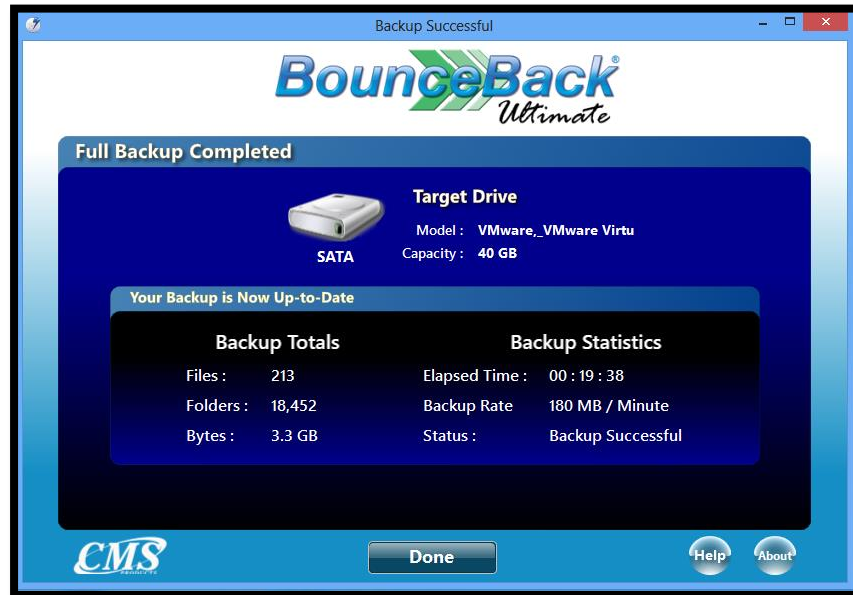 Backup Successful
BounceBack®
Ultimate
Full Backup Completed
Target Drive
Model : VMware,_VMware Virtu
Capacity : 40 GB
SATA
Your Backup is Now Up-to-Date
Backup Totals
Files : 213
Folders : 18,452
Bytes : 3.3 GB
Backup Statistics
Elapsed Time : 00 : 19 : 38
Backup Rate 180 MB / Minute
Status : Backup Successful
CMS
PRODUCTS
Done
Help
About